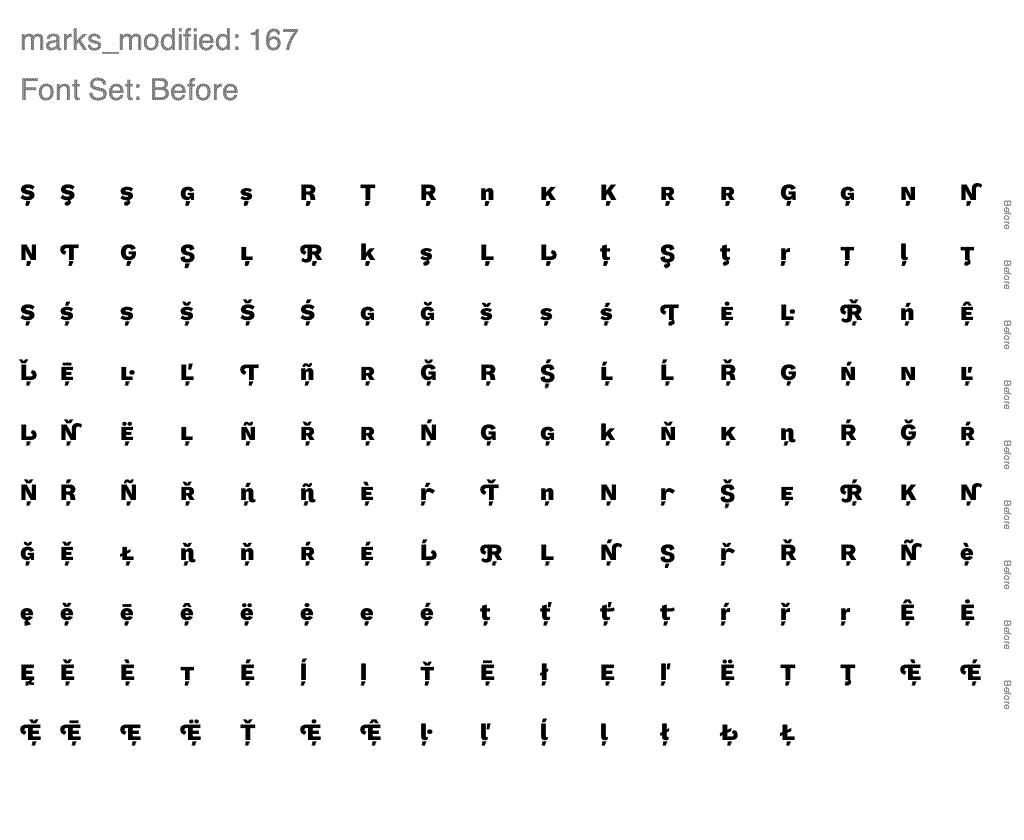 marks_modified: 167
Font Set: Before
Ș Ş ş ɢ̦ ș Ŗ Ț Ŗ ņ ᴋ̦ Ķ ʀ̦ ʀ̦ Ģ ɢ̦ ɴ̦ Ņ Before
Ņ Ț Ģ Ș ʟ̦ Ŗ ķ ş Ļ Ļ ț Ş ţ ŗ ᴛ̦ ļ Ţ Before
Ș ș́ ș ș̌ Ș̌ Ș́ ɢ̦ Ğ̦ ș̌ ș ș́ Ţ ᴇ̦̇ Ļ· Ř̦ ń̦ Ê̦ Before
Ľ̦ Ē̦ ʟ̦· Ľ̦ Ț ñ̦ ʀ̦ Ğ̦ Ŗ Ș́ ʟ̦́ Ĺ̦ Ř̦ Ģ ɴ̦́ ɴ̦ ʟ̦̌ Before
Ļ Ň̦ Ë̦ ʟ̦ Ñ̦ Ř̦ ʀ̦ Ń̦ Ģ ɢ̦ ķ Ň̦ ᴋ̦ ņ Ŕ̦ Ğ̦ ʀ̦́ Before
Ň̦ Ŕ̦ Ñ̦ ʀ̦̌ ń̦ ñ̦ ᴇ̦̀ ŕ̦ Ț̌ ņ Ņ ŗ Ș̌ ᴇ̦ Ŕ̦ Ķ Ņ Before
ɢ̦̆ ᴇ̦̌ Ł̦ ň̦ ň̦ ʀ̦́ ᴇ̦́ Ĺ̦ Ŗ Ļ Ń̦ Ș ř̦ Ř̦ Ŗ Ñ̦ è̦ Before
ę ě̦ ē̦ ê̦ ë̦ ė̦ e̦ é̦ ț ț̌ ț̌ ț ŕ̦ ř̦ ŗ Ê̦ Ė̦ Before
Ę Ě̦ È̦ ᴛ̦ É̦ ĺ̦ ļ ᴛ̦̌ Ē̦ ł̦ E̦ ľ̦ Ë̦ Ț Ţ È̦ É̦ Before
Ě̦ Ē̦ E̦ Ë̦ Ț̌ Ė̦ Ê̦ ļ· ľ̦ ĺ̦ ļ ł̦ Ł̦ Ł̦